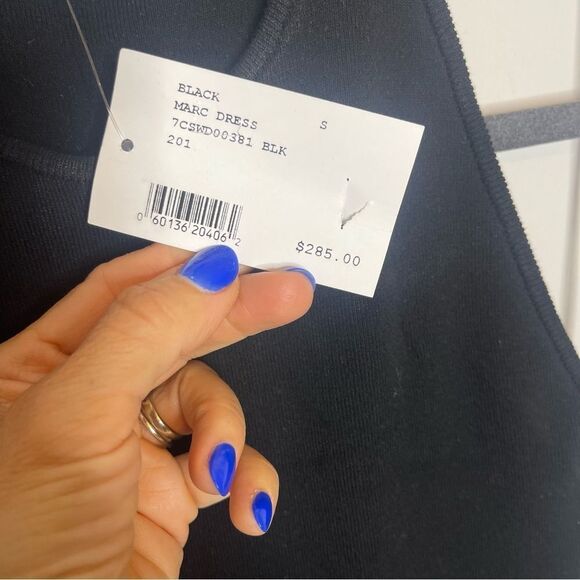 BLACK
MARC DRESS S
7CSWD00381 BLK
201
0 60136 20406 2
$285.00